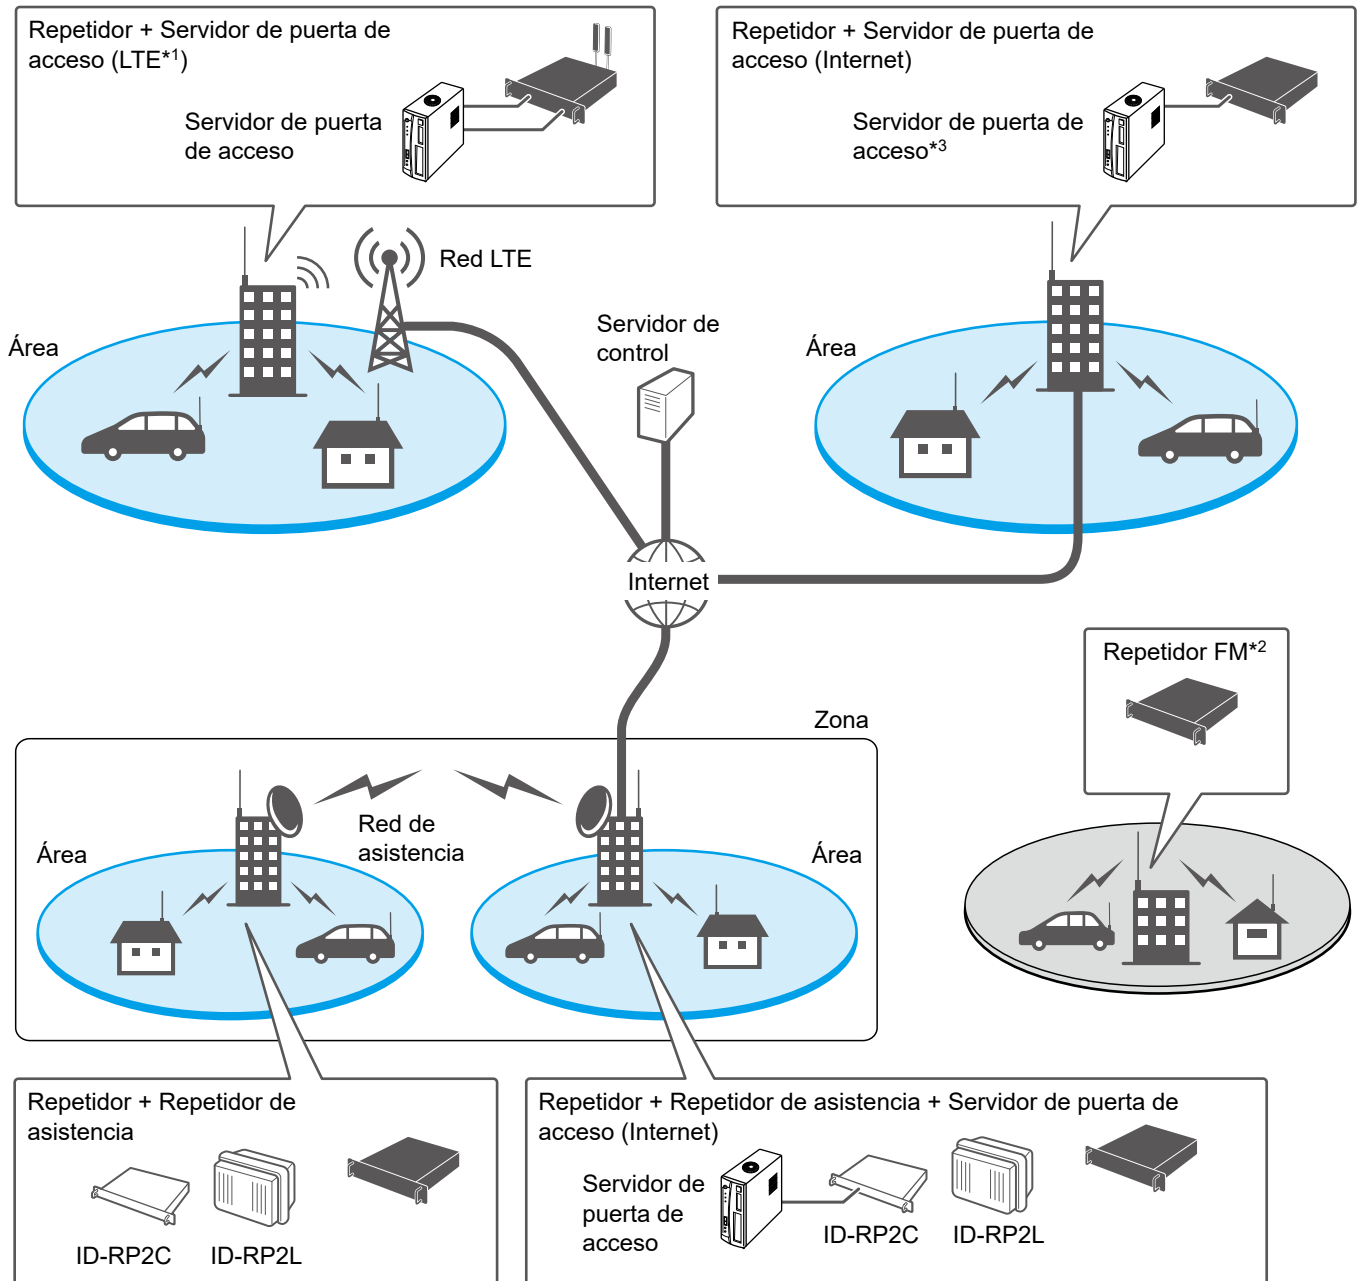 Repetidor + Servidor de puerta de
acceso (LTE*1)
Servidor de puerta
de acceso
Repetidor + Servidor de puerta de
acceso (Internet)
Servidor de puerta de
acceso*3
Red LTE
Área
Servidor de
control
Área
Internet
Repetidor FM*2
Zona
Red de
asistencia
Área
Área
Repetidor + Repetidor de
asistencia
ID-RP2C
ID-RP2L
Repetidor + Repetidor de asistencia + Servidor de puerta de
acceso (Internet)
Servidor de
puerta de
acceso
ID-RP2C
ID-RP2L